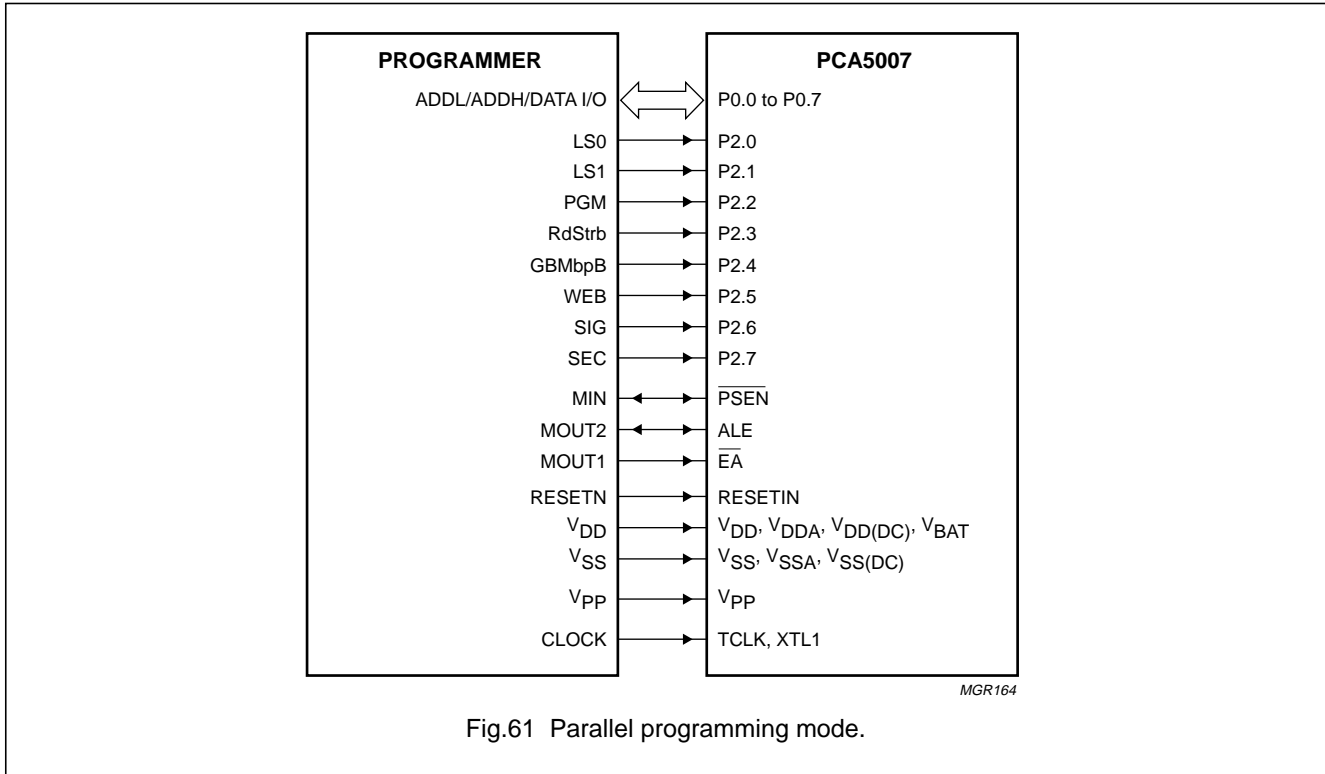 PROGRAMMER PCA5007
ADDL/ADDH/DATA I/O P0.0 to P0.7
LS0 P2.0
LS1 P2.1
PGM P2.2
RdStrb P2.3
GBMbpB P2.4
WEB P2.5
SIG P2.6
SEC P2.7
MIN PSEN
MOUT2 ALE
MOUT1 EA
RESETN RESETIN
VDD VDD, VDDA, VDD(DC), VBAT
VSS VSS, VSSA, VSS(DC)
VPP VPP
CLOCK TCLK, XTL1
MGR164
Fig.61 Parallel programming mode.